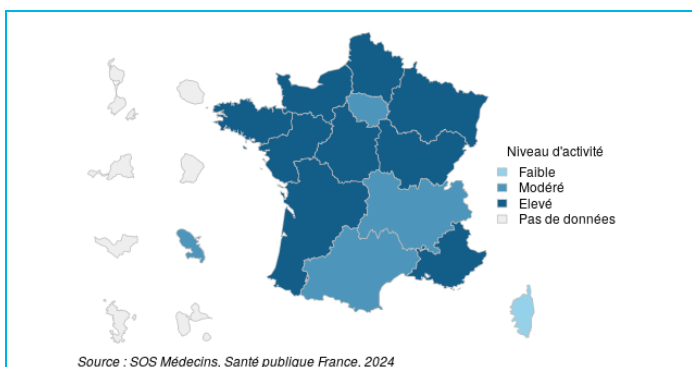 Niveau d'activité
Faible
Modéré
Elevé
Pas de données
Source : SOS Médecins, Santé publique France, 2024